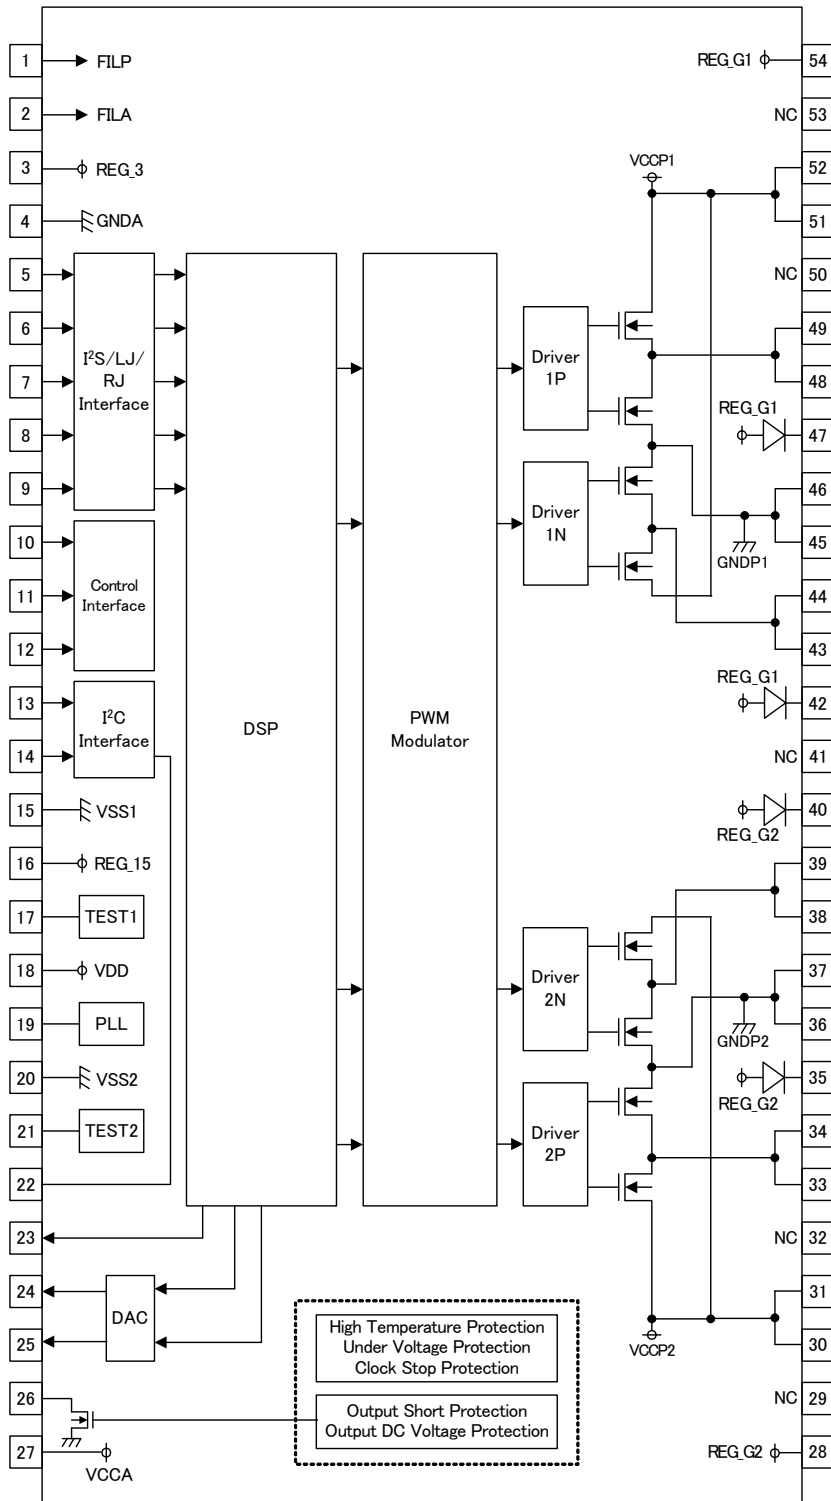 1 FILP
REG_G1 54
2 FILA
NC 53
3 REG_3
VCCP1
52
4 GNDA
51
5
NC 50
6
49
7
48
8
REG_G1
47
9
46
I²S/LJ/
RJ
Interface
Driver
1P
10
45
GNDP1
11
44
12
43
Control
Interface
Driver
1N
13
REG_G1
42
14
NC 41
I²C
Interface
DSP
PWM
Modulator
15 VSS1
40
REG_G2
16 REG_15
39
17 TEST1
38
18 VDD
37
19 PLL
36
GNDP2
Driver
2N
20 VSS2
35
REG_G2
21 TEST2
34
22
33
Driver
2P
23
NC 32
24
31
25
30
DAC
VCCP2
High Temperature Protection
Under Voltage Protection
Clock Stop Protection
26
NC 29
Output Short Protection
Output DC Voltage Protection
27
VCCA
REG_G2 28